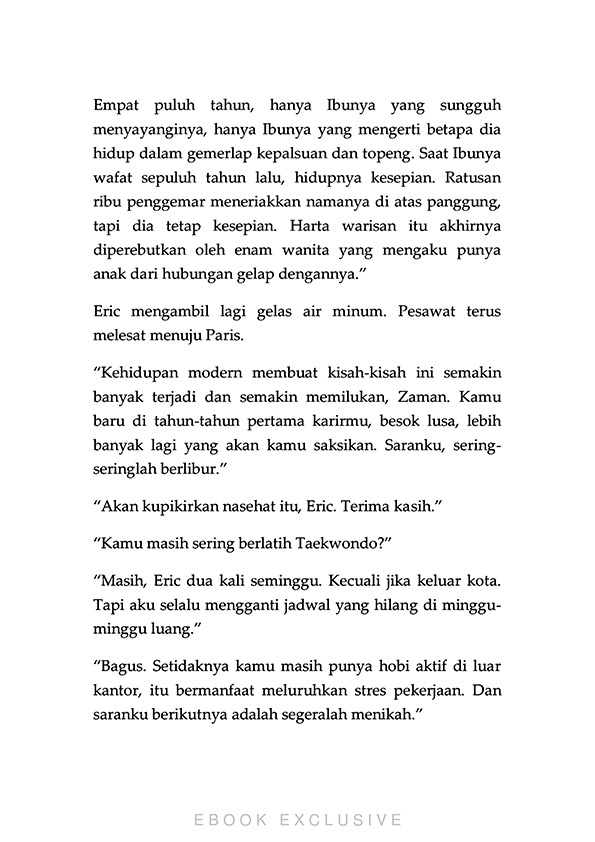 Empat puluh tahun, hanya Ibunya yang sungguh
menyayanginya, hanya Ibunya yang mengerti betapa dia
hidup dalam gemerlap kepalsuan dan topeng. Saat Ibunya
wafat sepuluh tahun lalu, hidupnya kesepian. Ratusan
ribu penggemar meneriakkan namanya di atas panggung,
tapi dia tetap kesepian. Harta warisan itu akhirnya
diperebutkan oleh enam wanita yang mengaku punya
anak dari hubungan gelap dengannya.”
Eric mengambil lagi gelas air minum. Pesawat terus
melesat menuju Paris.
“Kehidupan modern membuat kisah-kisah ini semakin
banyak terjadi dan semakin memilukan, Zaman. Kamu
baru di tahun-tahun pertama karirmu, besok lusa, lebih
banyak lagi yang akan kamu saksikan. Saranku, sering-
seringlah berlibur.”
“Akan kupikirkan nasehat itu, Eric. Terima kasih.”
“Kamu masih sering berlatih Taekwondo?”
“Masih, Eric dua kali seminggu. Kecuali jika keluar kota.
Tapi aku selalu mengganti jadwal yang hilang di minggu-
minggu luang.”
“Bagus. Setidaknya kamu masih punya hobi aktif di luar
kantor, itu bermanfaat meluruhkan stres pekerjaan. Dan
saranku berikutnya adalah segeralah menikah.”
EBOOK EXCLUSIVE